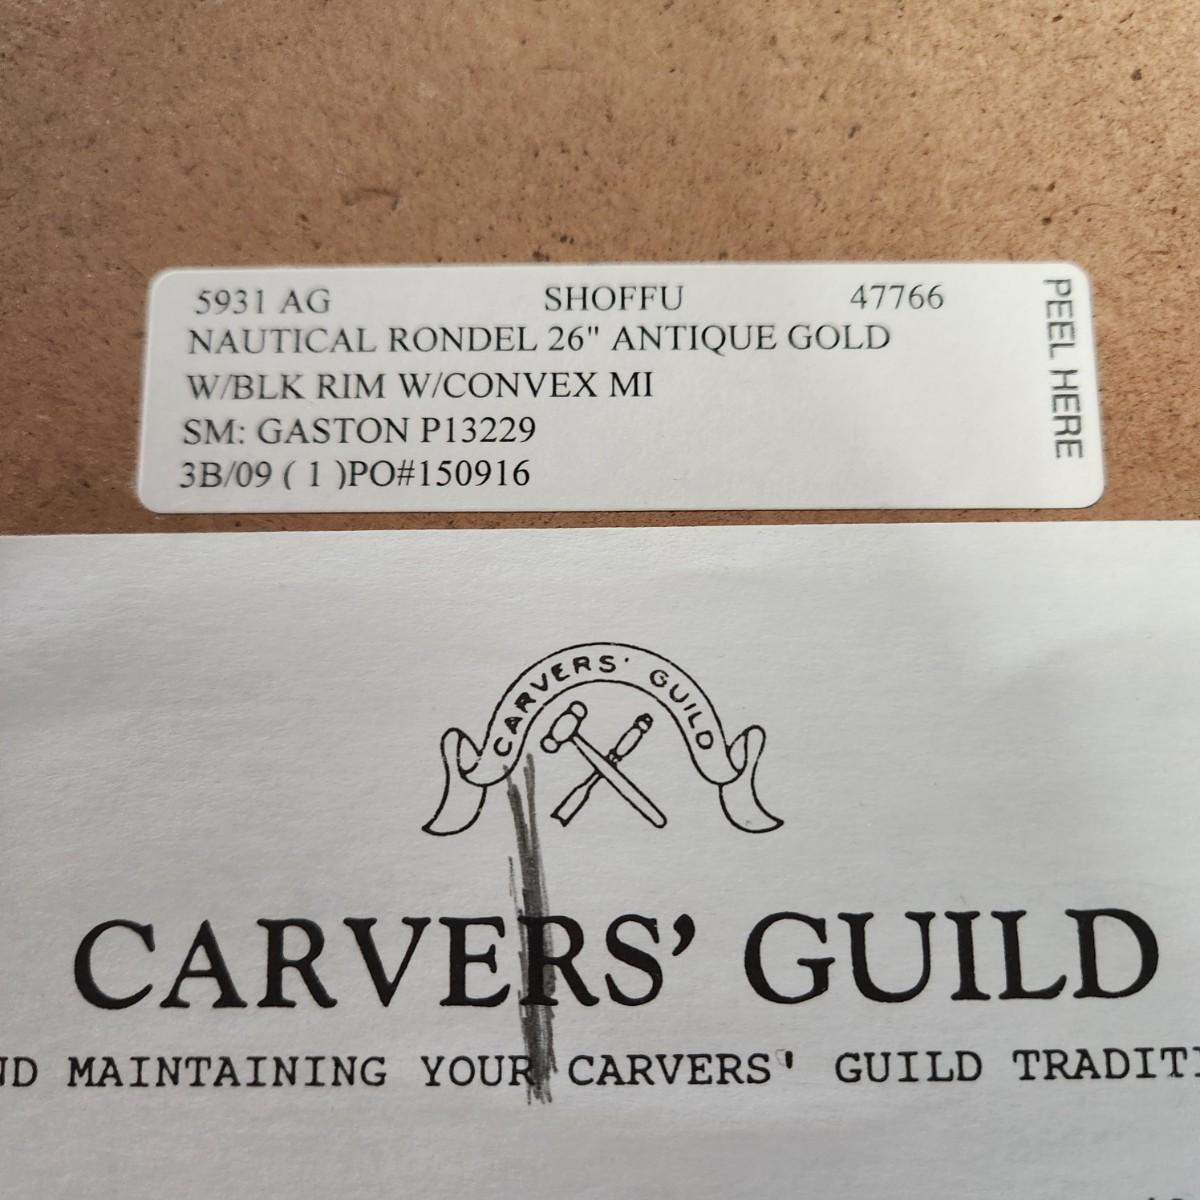 5931 AG SHOFFU 47766
NAUTICAL RONDEL 26" ANTIQUE GOLD
W/BLK RIM W/CONVEX MI
SM: GASTON P13229
3B/09 ( 1 )PO#150916
PEEL HERE
CARVERS' GUILD
CARVERS' GUILD
ND MAINTAINING YOUR CARVERS' GUILD TRADITI